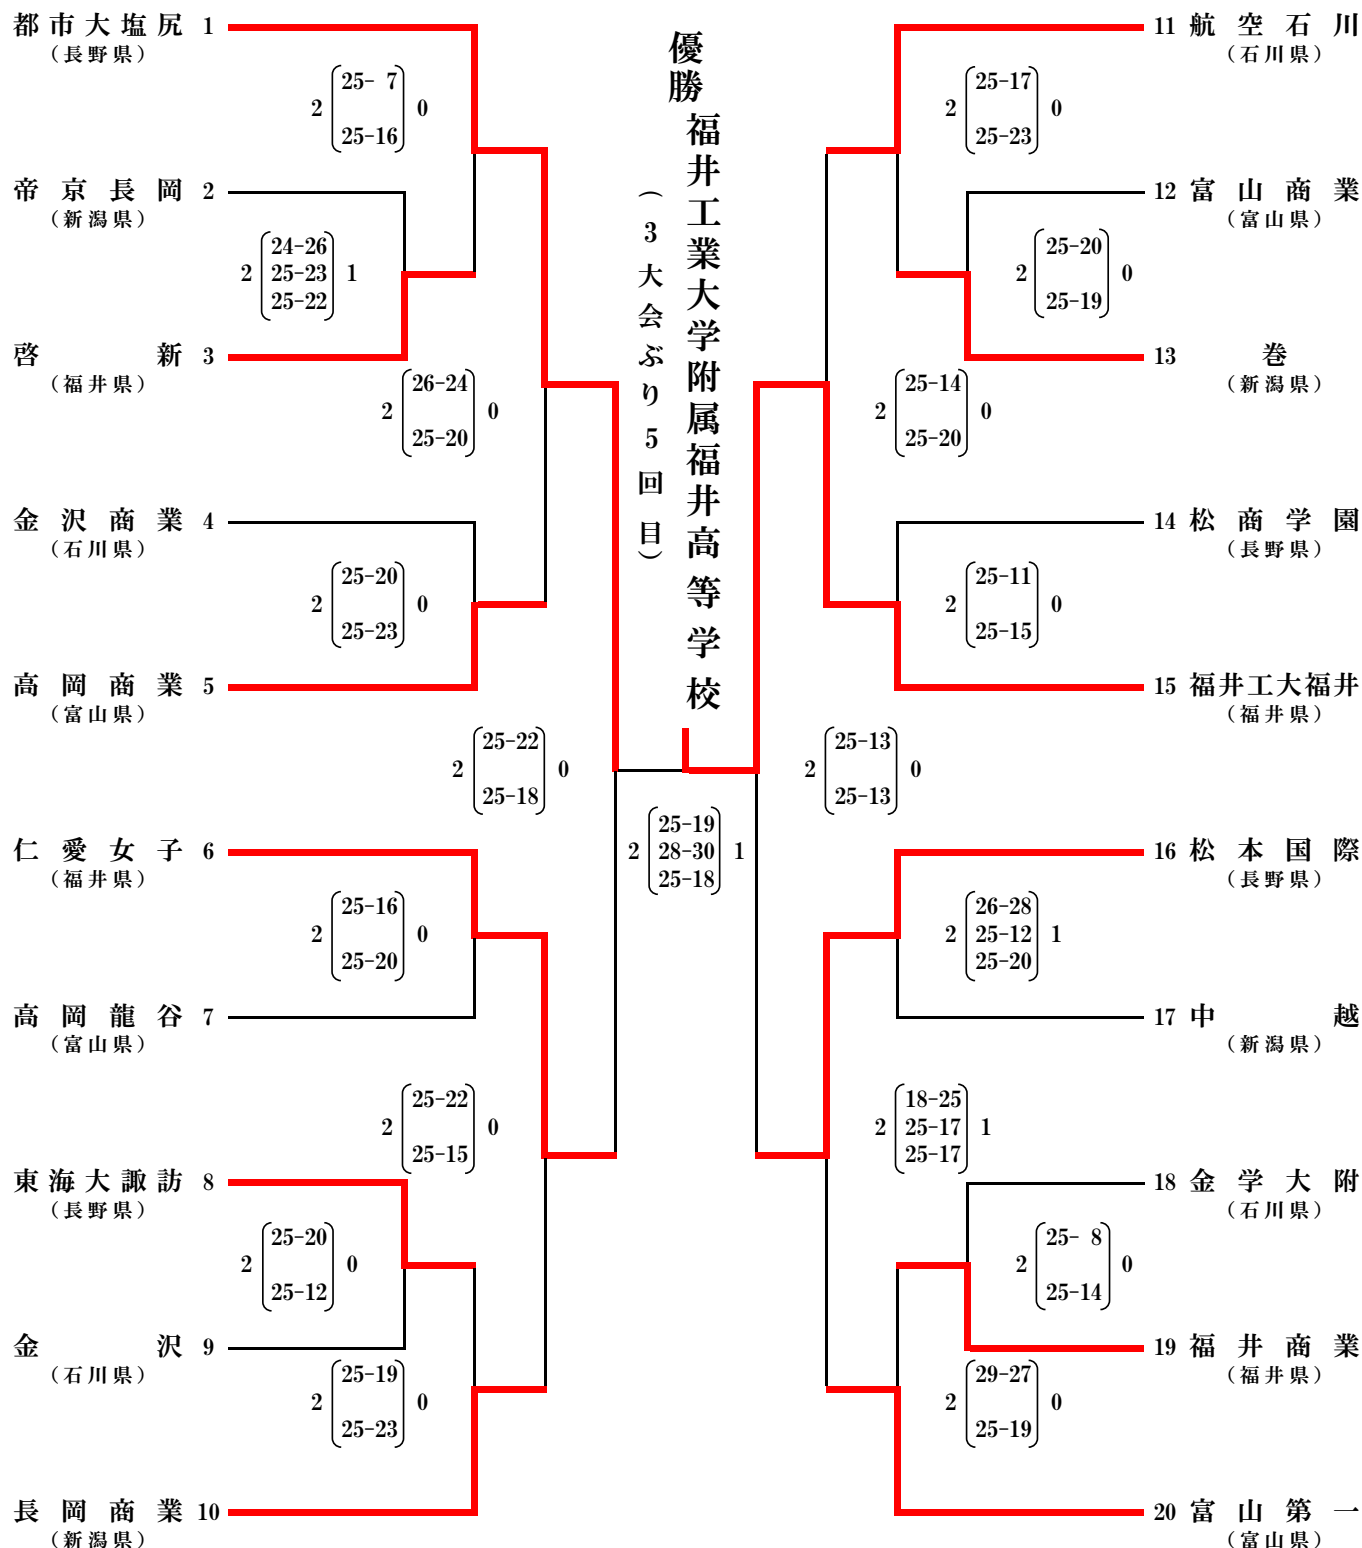 優勝
福井工業大学附属福井高等学校
（3大会ぶり5回目）
都市大塩尻 1
（長野県）
2 25- 7 0
25-16
帝京長岡 2
（新潟県）
2 24-26 1
25-23
25-22
啓新 3
（福井県）
2 26-24 0
25-20
金沢商業 4
（石川県）
2 25-20 0
25-23
高岡商業 5
（富山県）
2 25-22 0
25-18
仁愛女子 6
（福井県）
2 25-16 0
25-20
高岡龍谷 7
（富山県）
2 25-22 0
25-15
東海大諏訪 8
（長野県）
2 25-20 0
25-12
金沢 9
（石川県）
2 25-19 0
25-23
長岡商業 10
（新潟県）
2 25-19 1
28-30
25-18
11 航空石川
（石川県）
2 25-17 0
25-23
12 富山商業
（富山県）
2 25-20 0
25-19
13 巻
（新潟県）
2 25-14 0
25-20
14 松商学園
（長野県）
2 25-11 0
25-15
15 福井工大福井
（福井県）
2 25-13 0
25-13
16 松本国際
（長野県）
2 26-28 1
25-12
25-20
17 中越
（新潟県）
2 18-25 1
25-17
25-17
18 金学大附
（石川県）
2 25- 8 0
25-14
19 福井商業
（福井県）
2 29-27 0
25-19
20 富山第一
（富山県）